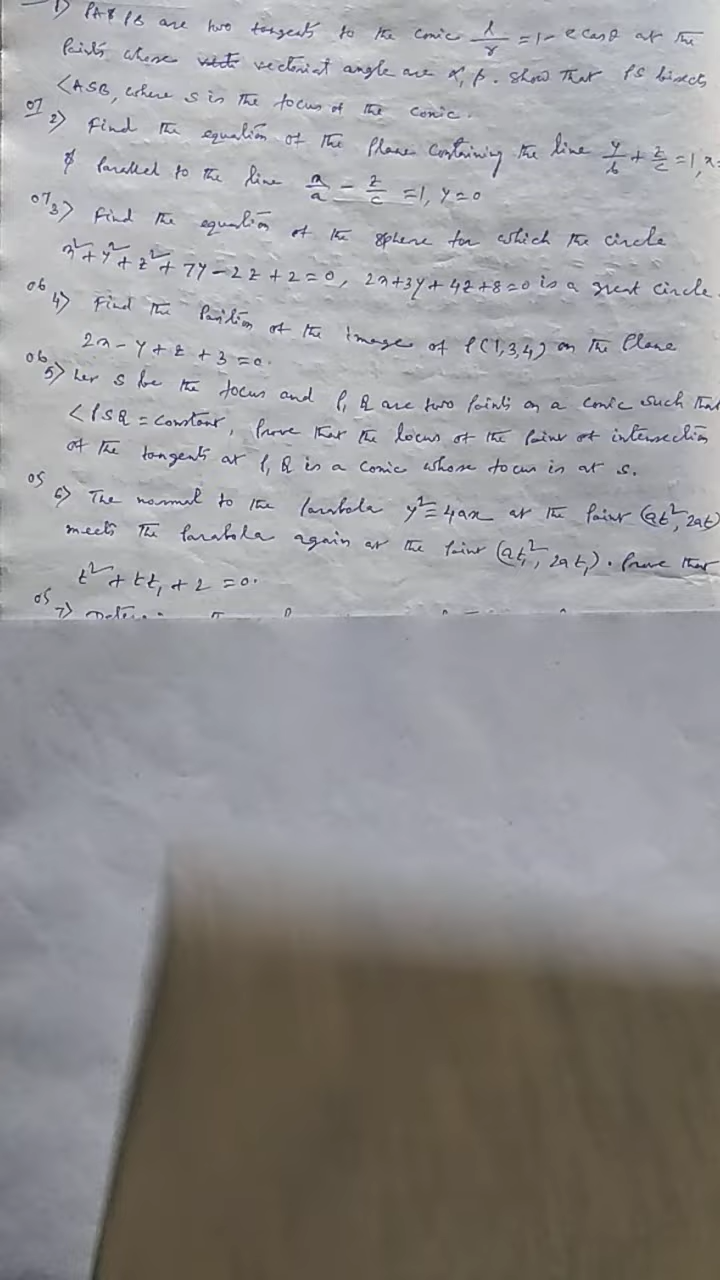 1) PA & PB are two tangents to the conic l/r = 1 - e cos θ at the
Points whose vectorial angle are α, β. Show that PS bisects
<ASB, where S is the focus of the conic.
07 2) Find the equation of the Plane Containing the line y/b + z/c = 1, x=
& Parallel to the line x/a - z/c = 1, y=0
07 3) Find the equation of the sphere for which the circle
x²+y²+z²+7y-2z+2=0, 2x+3y+4z+8=0 is a great circle.
06 4) Find the Position of the image of P(1,3,4) on the Plane
2x-y+z+3=0.
06 5) Let S be the focus and P, Q are two Points on a conic such that
<PSQ = constant, Prove that the locus of the Point of intersection
of the tangents at P, Q is a conic whose focus is at S.
05 6) The normal to the Parabola y²=4ax at the Point (at², 2at)
meets the Parabola again at the Point (at₁², 2at₁). Prove that
t²+tt₁+2=0.
05 7)